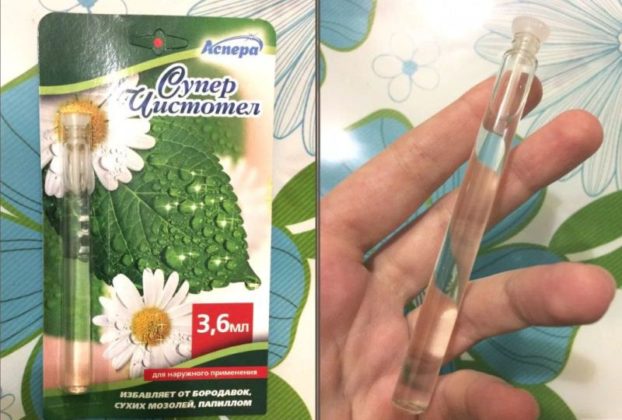 Аспера
Супер
Чистотел
3,6мл
для наружного применения
ИЗБАВЛЯЕТ ОТ БОРОДАВОК,
СУХИХ МОЗОЛЕЙ, ПАПИЛЛОМ